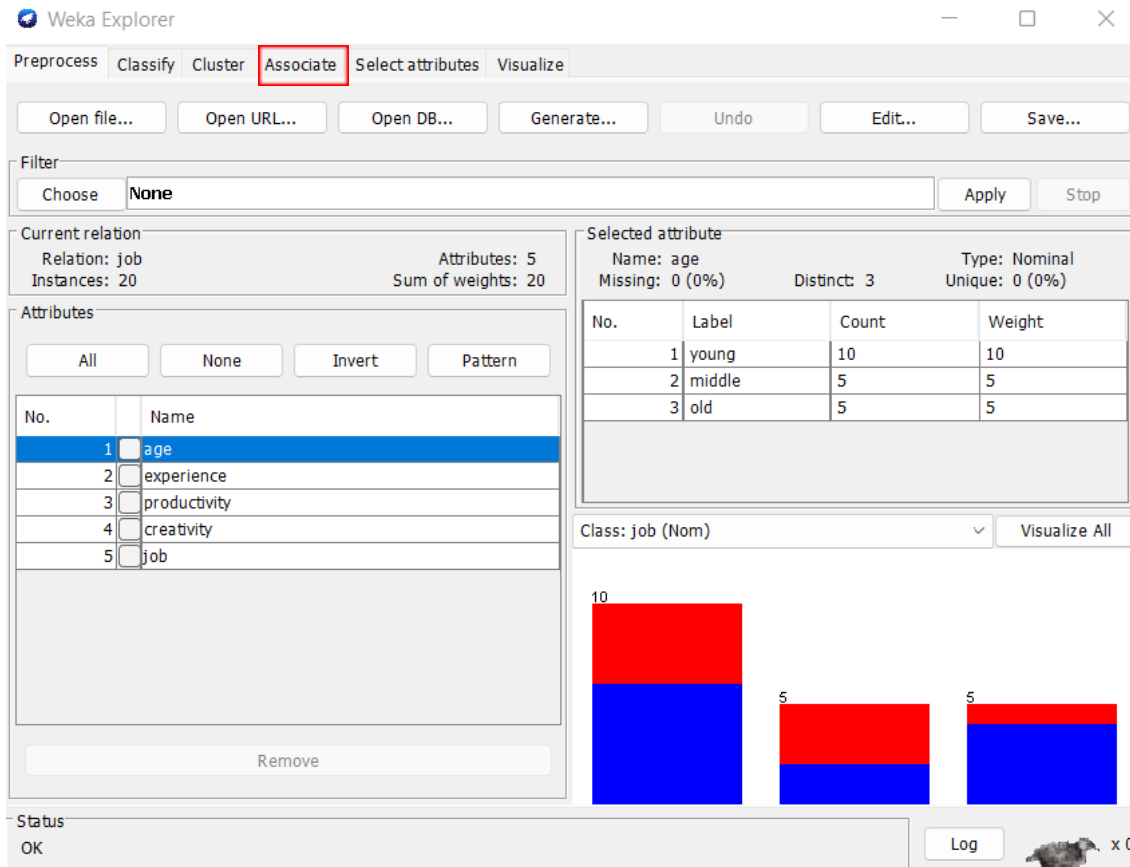 Weka Explorer
Preprocess Classify Cluster Associate Select attributes Visualize
Open file... Open URL... Open DB... Generate... Undo Edit... Save...
Filter
Choose None Apply Stop
Current relation
Relation: job Attributes: 5
Instances: 20 Sum of weights: 20
Attributes
All None Invert Pattern
No. Name
1 age
2 experience
3 productivity
4 creativity
5 job
Remove
Selected attribute
Name: age Type: Nominal
Missing: 0 (0%) Distinct: 3 Unique: 0 (0%)
No. Label Count Weight
1 young 10 10
2 middle 5 5
3 old 5 5
Class: job (Nom) Visualize All
10
5
5
Status
OK
Log x 0